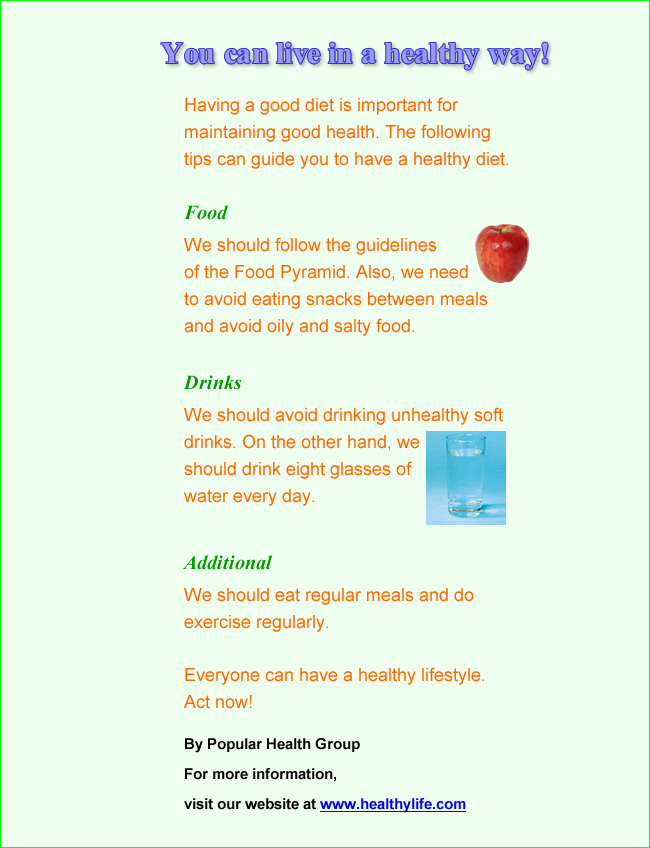 You can live in a healthy way!
Having a good diet is important for
maintaining good health. The following
tips can guide you to have a healthy diet.
Food
We should follow the guidelines
of the Food Pyramid. Also, we need
to avoid eating snacks between meals
and avoid oily and salty food.
Drinks
We should avoid drinking unhealthy soft
drinks. On the other hand, we
should drink eight glasses of
water every day.
Additional
We should eat regular meals and do
exercise regularly.
Everyone can have a healthy lifestyle.
Act now!
By Popular Health Group
For more information,
visit our website at www.healthylife.com